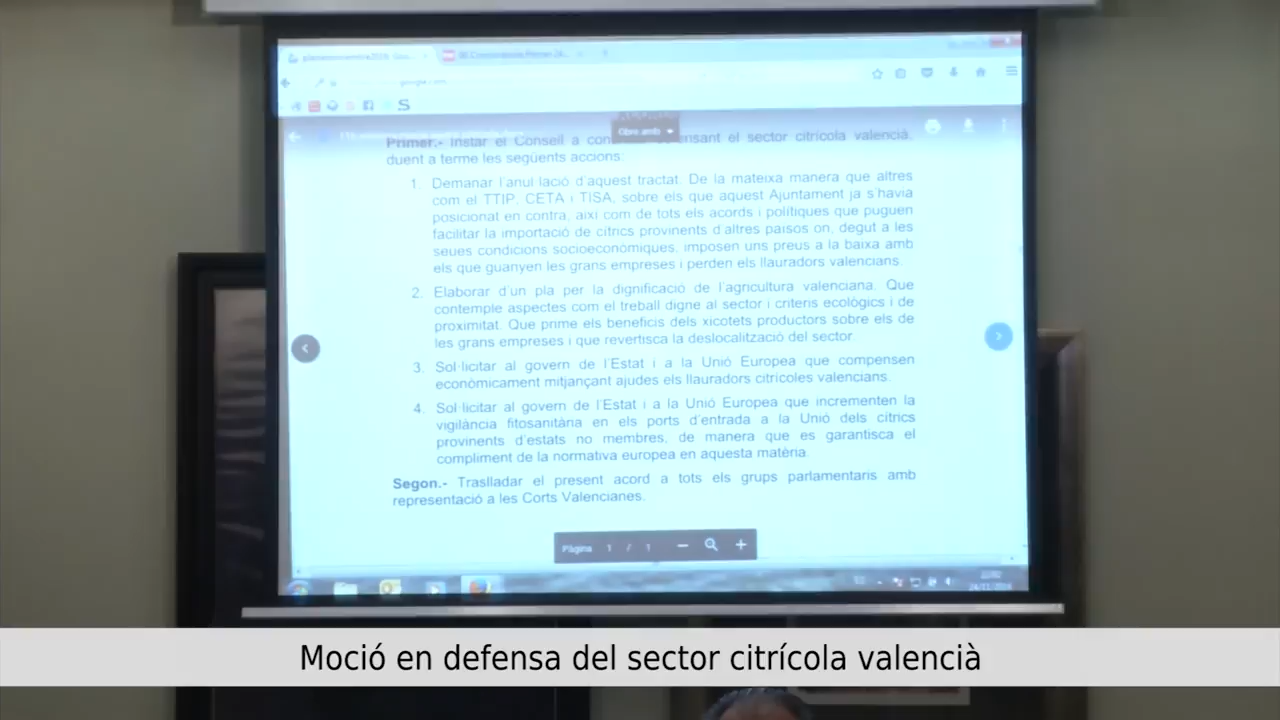 Obre amb
Primer.- Instar el Consell a con ensant el sector citrícola valencià,
duent a terme les següents accions:
1. Demanar l'anul·lació d'aquest tractat. De la mateixa manera que altres
com el TTIP, CETA i TISA, sobre els que aquest Ajuntament ja s'havia
posicionat en contra, així com de tots els acords i polítiques que puguen
facilitar la importació de cítrics provinents d'altres països on, degut a les
seues condicions socioeconòmiques, imposen uns preus a la baixa amb
els que guanyen les grans empreses i perden els llauradors valencians.
2. Elaborar d'un pla per la dignificació de l'agricultura valenciana. Que
contemple aspectes com el treball digne al sector i criteris ecològics i de
proximitat. Que prime els beneficis dels xicotets productors sobre els de
les grans empreses i que revertisca la deslocalització del sector.
3. Sol·licitar al govern de l'Estat i a la Unió Europea que compensen
econòmicament mitjançant ajudes els llauradors citrícoles valencians.
4. Sol·licitar al govern de l'Estat i a la Unió Europea que incrementen la
vigilància fitosanitària en els ports d'entrada a la Unió dels cítrics
provinents d'estats no membres, de manera que es garantisca el
compliment de la normativa europea en aquesta matèria.
Segon.- Traslladar el present acord a tots els grups parlamentaris amb
representació a les Corts Valencianes.
Pàgina 1 / 1
Moció en defensa del sector citrícola valencià